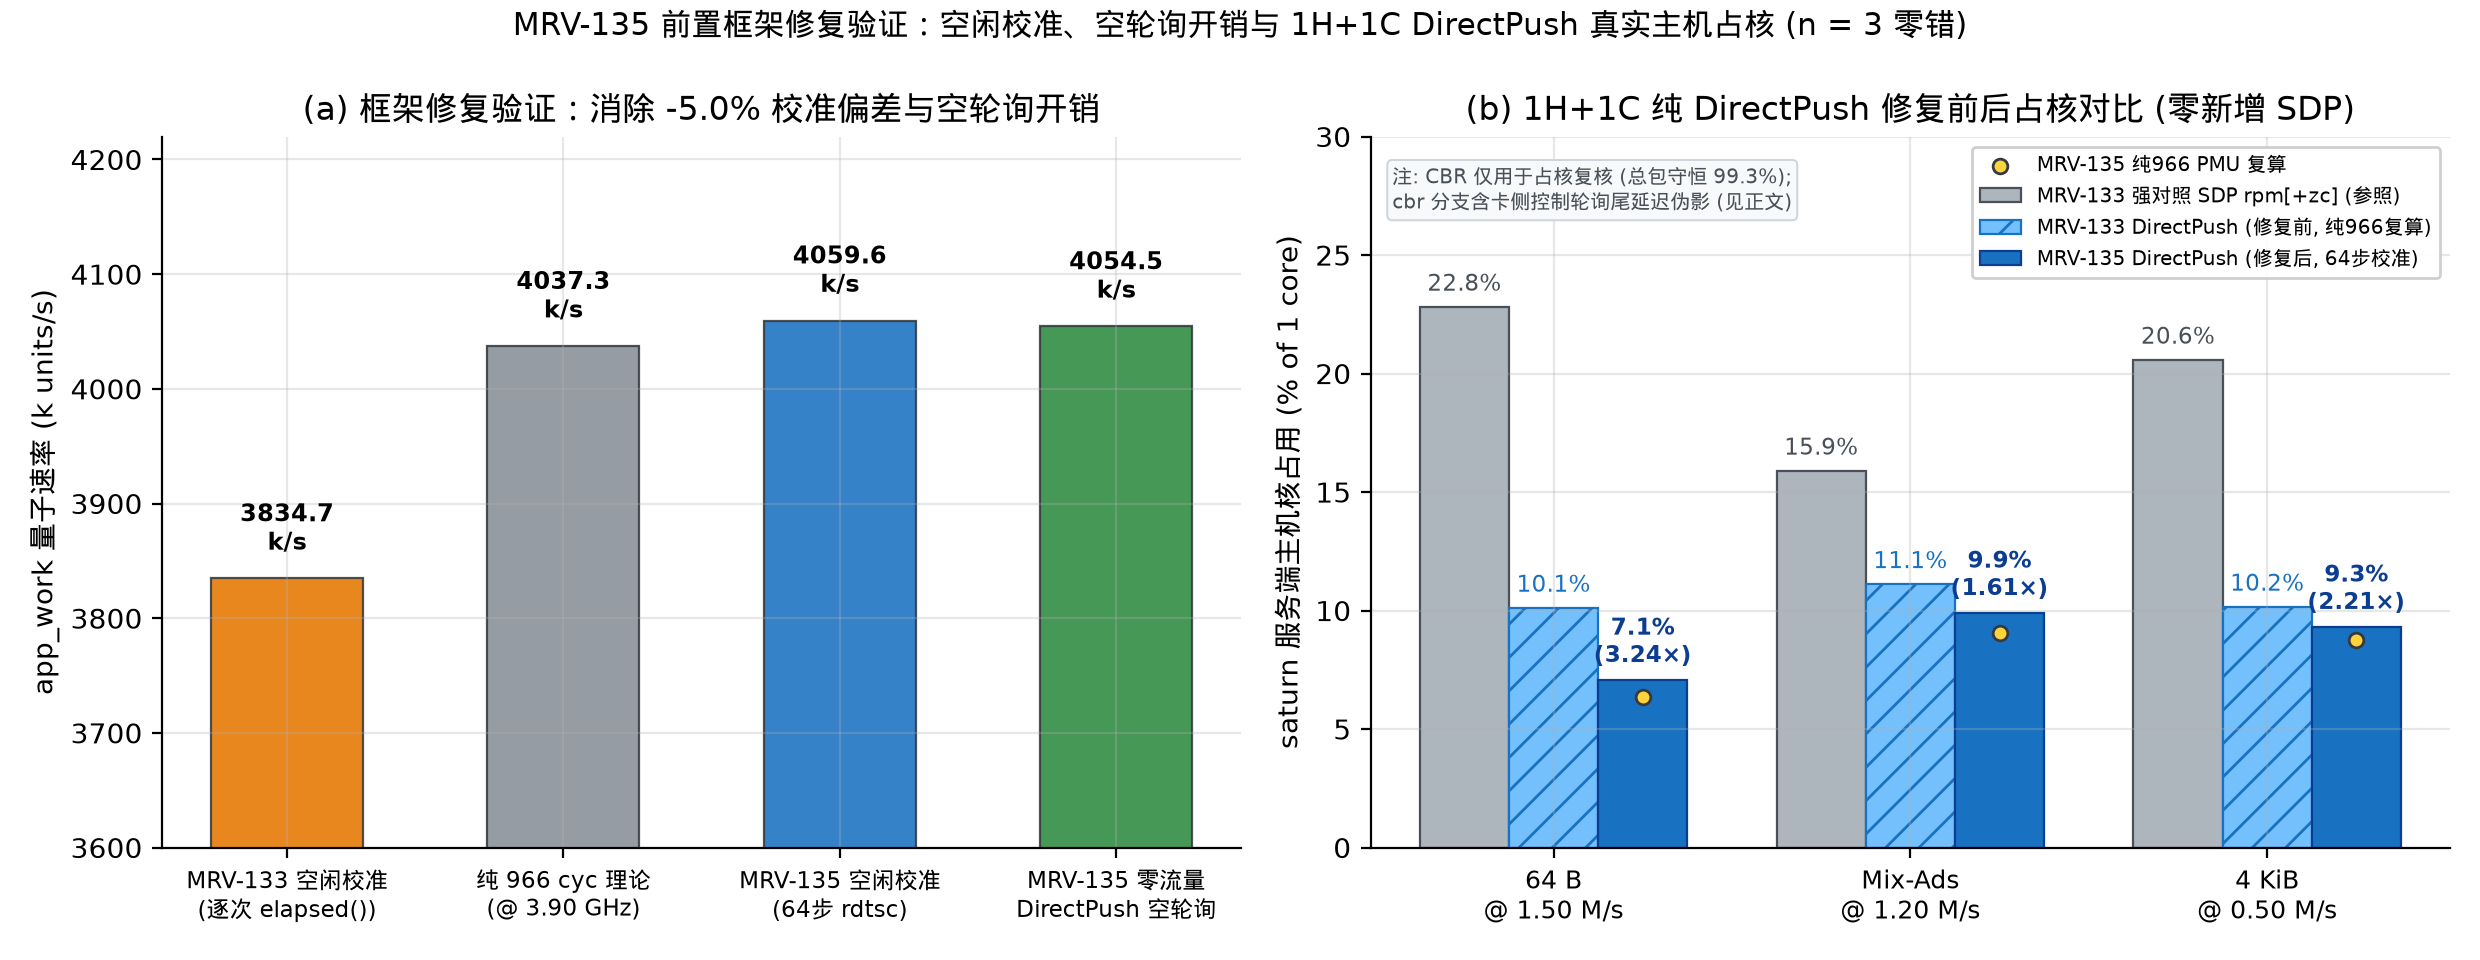 MRV-135 前置框架修复验证：空闲校准、空轮询开销与 1H+1C DirectPush 真实主机占核 (n = 3 零错)
(a) 框架修复验证：消除 -5.0% 校准偏差与空轮询开销
app_work 量子速率 (k units/s)
4200
4100
4000
3900
3800
3700
3600
3834.7
k/s
4037.3
k/s
4059.6
k/s
4054.5
k/s
MRV-133 空闲校准
(逐次 elapsed())
纯 966 cyc 理论
(@ 3.90 GHz)
MRV-135 空闲校准
(64步 rdtsc)
MRV-135 零流量
DirectPush 空轮询
(b) 1H+1C 纯 DirectPush 修复前后占核对比 (零新增 SDP)
saturn 服务端主机核占用 (% of 1 core)
30
25
20
15
10
5
0
注: CBR 仅用于占核复核 (总包守恒 99.3%);
cbr 分支含卡侧控制轮询尾延迟伪影 (见正文)
MRV-135 纯966 PMU 复算
MRV-133 强对照 SDP rpm[+zc] (参照)
MRV-133 DirectPush (修复前, 纯966复算)
MRV-135 DirectPush (修复后, 64步校准)
22.8%
10.1%
7.1%
(3.24×)
15.9%
11.1%
9.9%
(1.61×)
20.6%
10.2%
9.3%
(2.21×)
64 B
@ 1.50 M/s
Mix-Ads
@ 1.20 M/s
4 KiB
@ 0.50 M/s